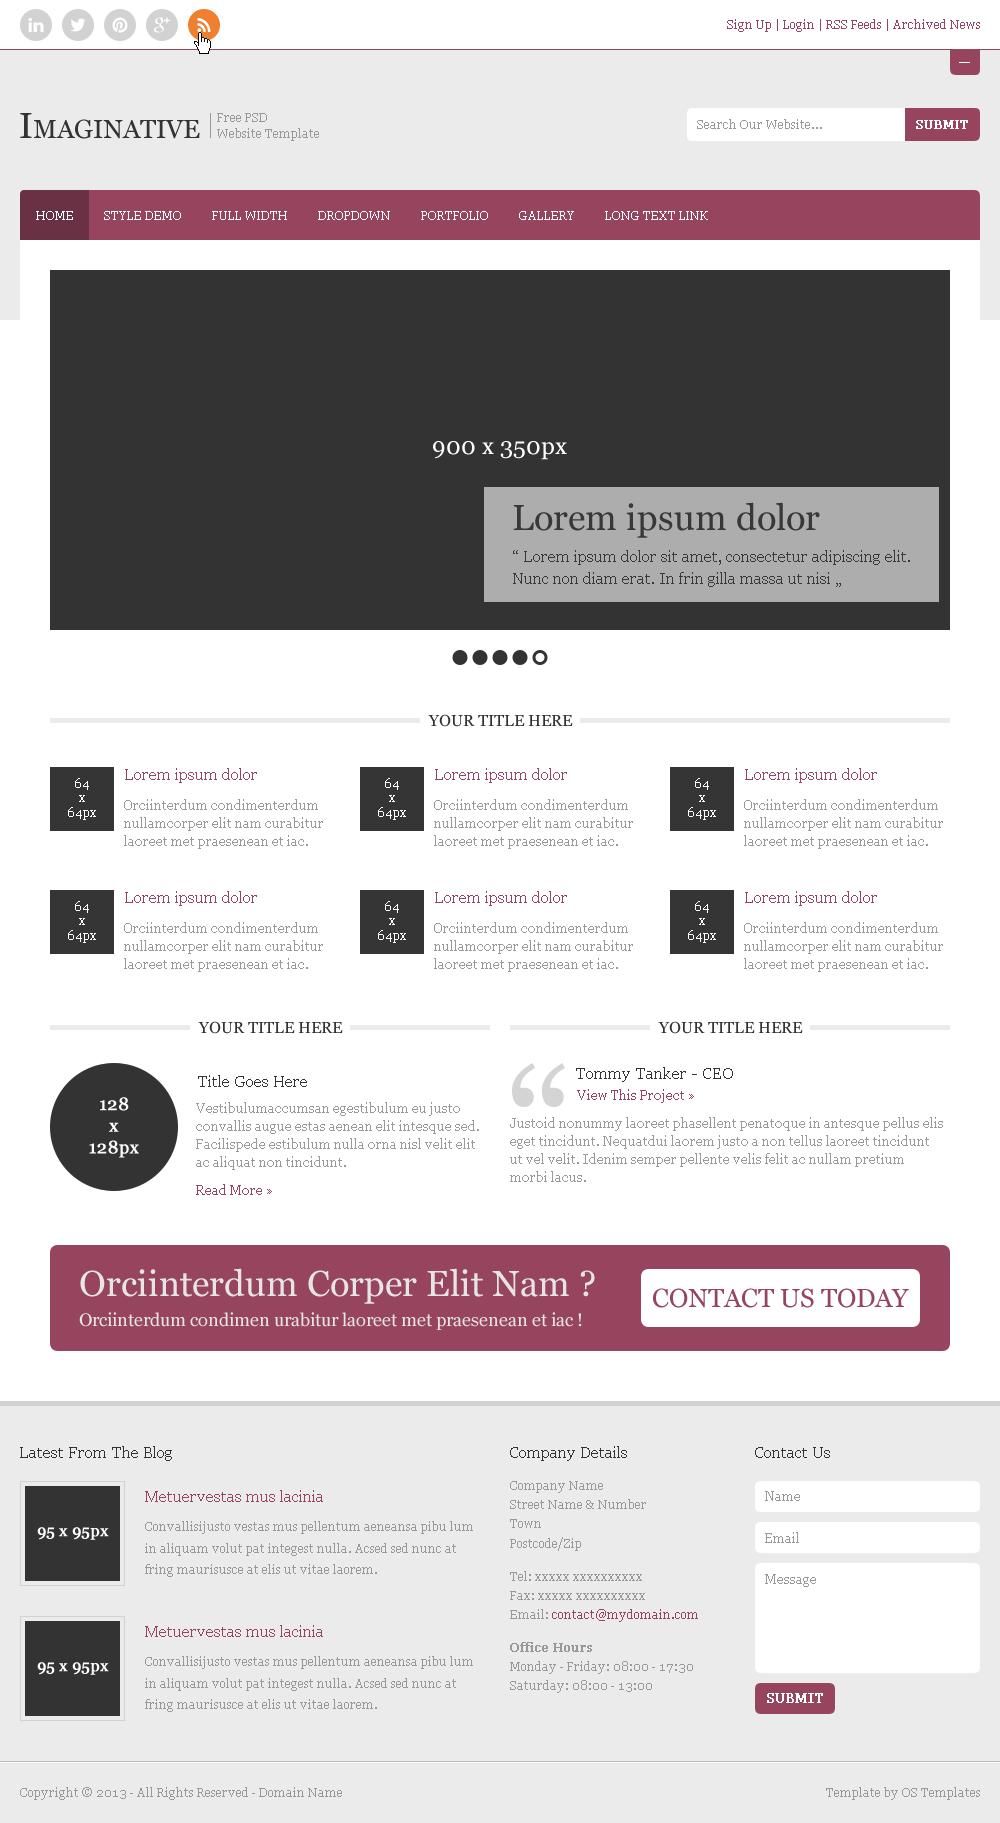 Sign Up | Login | RSS Feeds | Archived News
Imaginative
Free PSD
Website Template
Search Our Website...
SUBMIT
HOME STYLE DEMO FULL WIDTH DROPDOWN PORTFOLIO GALLERY LONG TEXT LINK
900 x 350px
Lorem ipsum dolor
“ Lorem ipsum dolor sit amet, consectetur adipiscing elit.
Nunc non diam erat. In frin gilla massa ut nisi „
YOUR TITLE HERE
64
x
64px
Lorem ipsum dolor
Orciinterdum condimenterdum
nullamcorper elit nam curabitur
laoreet met praesenean et iac.
64
x
64px
Lorem ipsum dolor
Orciinterdum condimenterdum
nullamcorper elit nam curabitur
laoreet met praesenean et iac.
64
x
64px
Lorem ipsum dolor
Orciinterdum condimenterdum
nullamcorper elit nam curabitur
laoreet met praesenean et iac.
64
x
64px
Lorem ipsum dolor
Orciinterdum condimenterdum
nullamcorper elit nam curabitur
laoreet met praesenean et iac.
64
x
64px
Lorem ipsum dolor
Orciinterdum condimenterdum
nullamcorper elit nam curabitur
laoreet met praesenean et iac.
64
x
64px
Lorem ipsum dolor
Orciinterdum condimenterdum
nullamcorper elit nam curabitur
laoreet met praesenean et iac.
YOUR TITLE HERE
128
x
128px
Title Goes Here
Vestibulumaccumsan egestibulum eu justo
convallis augue estas aenean elit intesque sed.
Facilispede estibulum nulla orna nisl velit elit
ac aliquat non tincidunt.
Read More »
YOUR TITLE HERE
“ Tommy Tanker - CEO
View This Project »
Justoid nonummy laoreet phasellent penatoque in antesque pellus elis
eget tincidunt. Nequatdui laorem justo a non tellus laoreet tincidunt
ut vel velit. Idenim semper pellente velis felit ac nullam pretium
morbi lacus.
Orciinterdum Corper Elit Nam ?
Orciinterdum condimen urabitur laoreet met praesenean et iac !
CONTACT US TODAY
Latest From The Blog
95 x 95px
Metuervestas mus lacinia
Convallisijusto vestas mus pellentum aeneansa pibu lum
in aliquam volut pat integest nulla. Acsed sed nunc at
fring maurisusce at elis ut vitae laorem.
95 x 95px
Metuervestas mus lacinia
Convallisijusto vestas mus pellentum aeneansa pibu lum
in aliquam volut pat integest nulla. Acsed sed nunc at
fring maurisusce at elis ut vitae laorem.
Company Details
Company Name
Street Name & Number
Town
Postcode/Zip
Tel: xxxxx xxxxxxxxxx
Fax: xxxxx xxxxxxxxxx
Email: contact@mydomain.com
Office Hours
Monday - Friday: 08:00 - 17:30
Saturday: 08:00 - 13:00
Contact Us
Name
Email
Message
SUBMIT
Copyright © 2013 - All Rights Reserved - Domain Name
Template by OS Templates